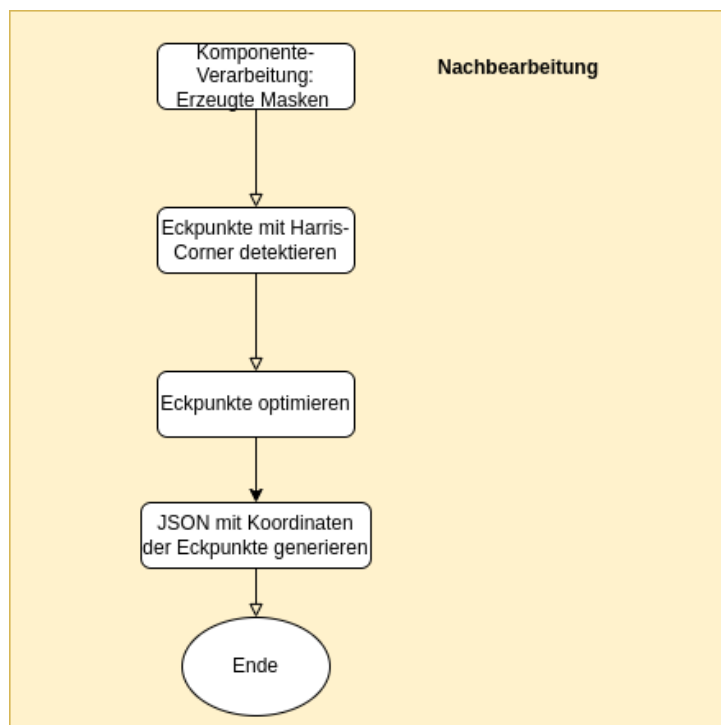 Komponente-
Verarbeitung:
Erzeugte Masken
Nachbearbeitung
Eckpunkte mit Harris-
Corner detektieren
Eckpunkte optimieren
JSON mit Koordinaten
der Eckpunkte generieren
Ende